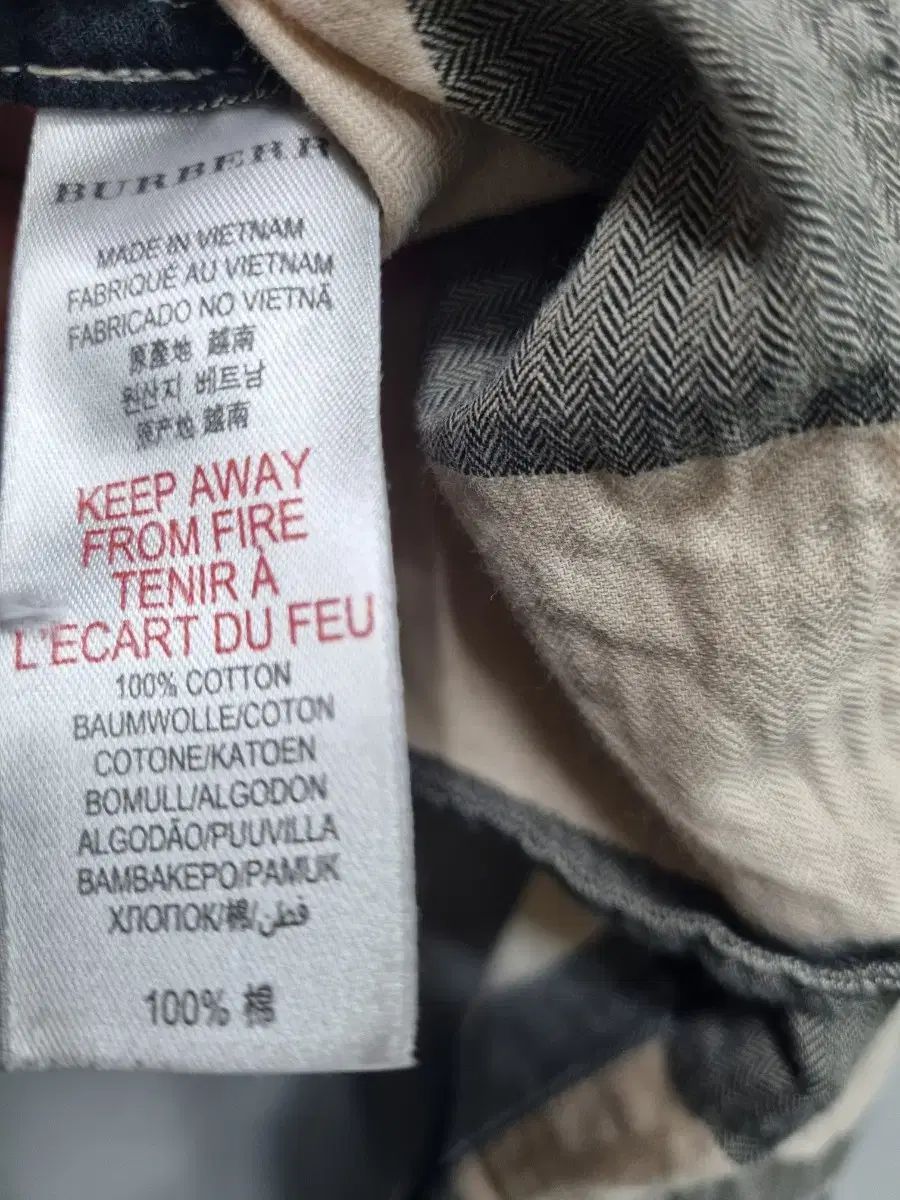 BURBERR
MADE IN VIETNAM
FABRIQUÉ AU VIETNAM
FABRICADO NO VIETNÃ
原產地 越南
원산지 베트남
原产地 越南
KEEP AWAY
FROM FIRE
TENIR À
L'ECART DU FEU
100% COTTON
BAUMWOLLE/COTON
COTONE/KATOEN
BOMULL/ALGODON
ALGODÃO/PUUVILLA
BAMBAKEPO/PAMUK
ХЛОПОК/棉/قطن
100% 棉